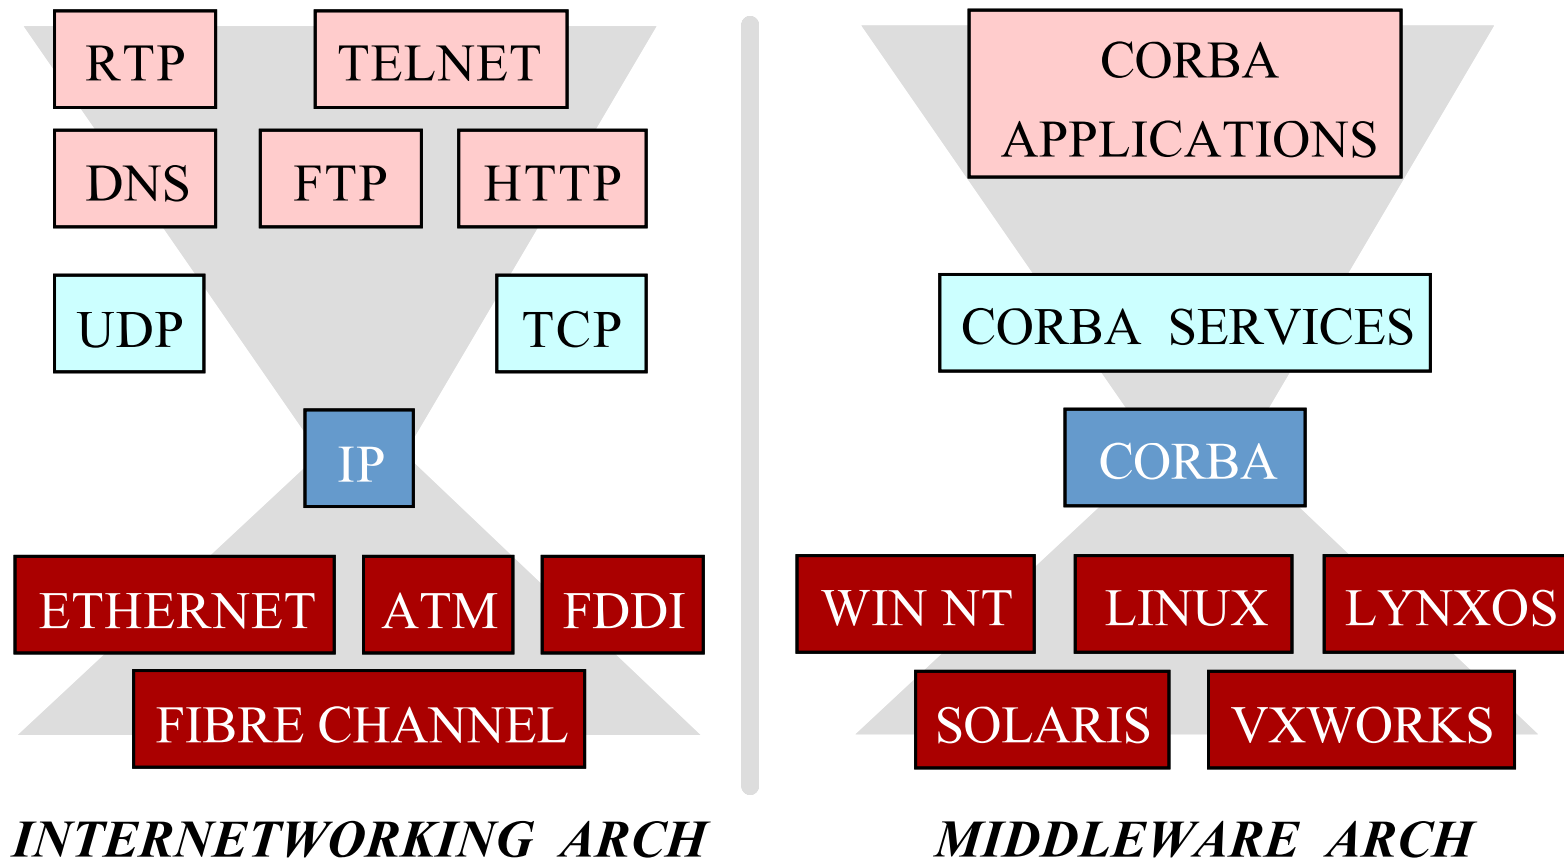 RTP
TELNET
DNS
FTP
HTTP
UDP
TCP
IP
ETHERNET
ATM
FDDI
FIBRE CHANNEL
INTERNETWORKING ARCH
CORBA
APPLICATIONS
CORBA SERVICES
CORBA
WIN NT
LINUX
LYNXOS
SOLARIS
VXWORKS
MIDDLEWARE ARCH